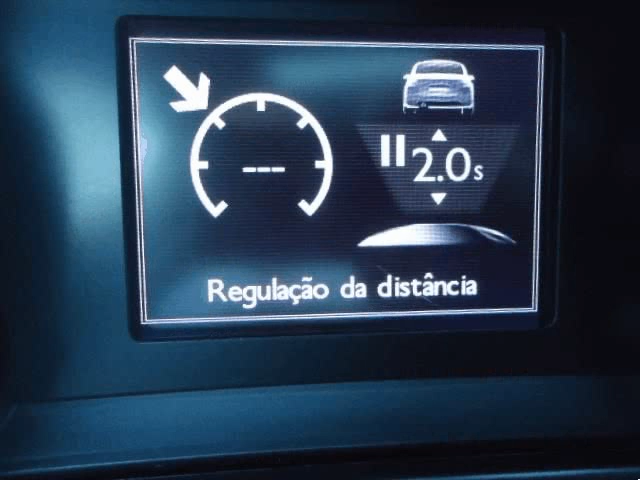 ---
2.0s
Regulação da distância